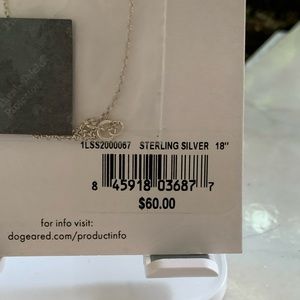 1LSS2000067 STERLING SILVER 18"
8 45918 03687 7
$60.00
for info visit:
dogeared.com/productinfo